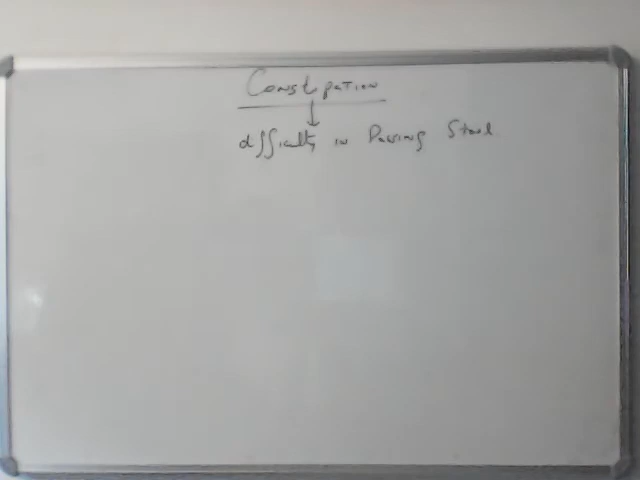 Constipation
↓
difficulty in Passing Stool